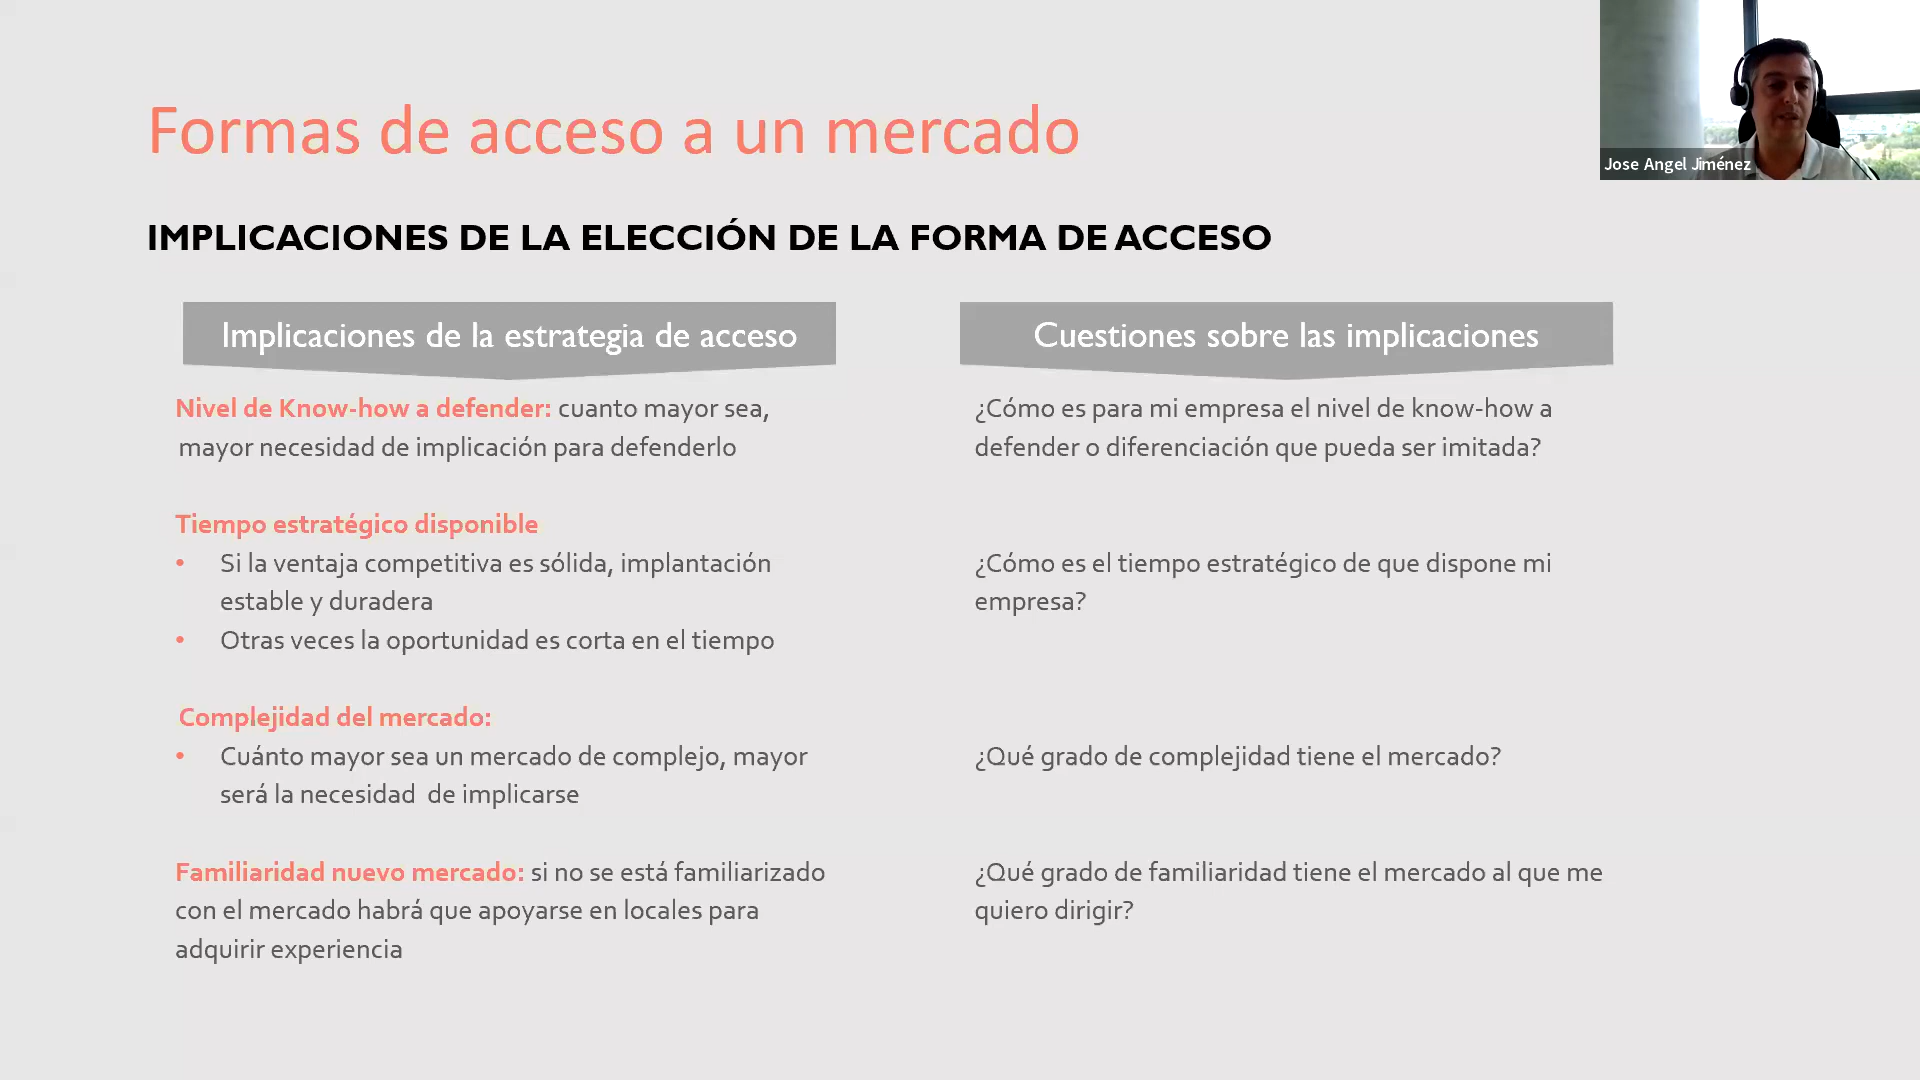 Formas de acceso a un mercado
Jose Angel Jiménez
IMPLICACIONES DE LA ELECCIÓN DE LA FORMA DE ACCESO
Implicaciones de la estrategia de acceso
Nivel de Know-how a defender: cuanto mayor sea,
mayor necesidad de implicación para defenderlo
Tiempo estratégico disponible
• Si la ventaja competitiva es sólida, implantación
estable y duradera
• Otras veces la oportunidad es corta en el tiempo
Complejidad del mercado:
• Cuánto mayor sea un mercado de complejo, mayor
será la necesidad  de implicarse
Familiaridad nuevo mercado: si no se está familiarizado
con el mercado habrá que apoyarse en locales para
adquirir experiencia
Cuestiones sobre las implicaciones
¿Cómo es para mi empresa el nivel de know-how a
defender o diferenciación que pueda ser imitada?
¿Cómo es el tiempo estratégico de que dispone mi
empresa?
¿Qué grado de complejidad tiene el mercado?
¿Qué grado de familiaridad tiene el mercado al que me
quiero dirigir?